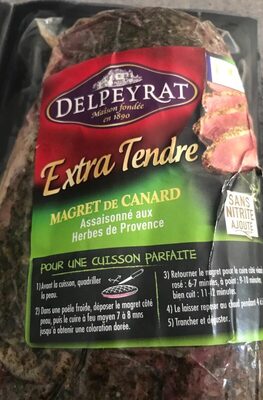 DELPEYRAT
Maison fondée
en 1890
Extra Tendre
MAGRET DE CANARD
Assaisonné aux
Herbes de Provence
SANS
NITRITE
AJOUTÉ
POUR UNE CUISSON PARFAITE
1) Avant la cuisson, quadriller
la peau.
2) Dans une poêle froide, déposer le magret côté
peau, puis le cuire à feu moyen 7 à 8 mns
jusqu'à obtenir une coloration dorée.
3) Retourner le magret pour le cuire côté
rosé : 6-7 minutes, à point : 9-10 minutes,
bien cuit : 11-12 minutes.
4) Le laisser reposer au chaud pendant 4
5) Trancher et déguster.